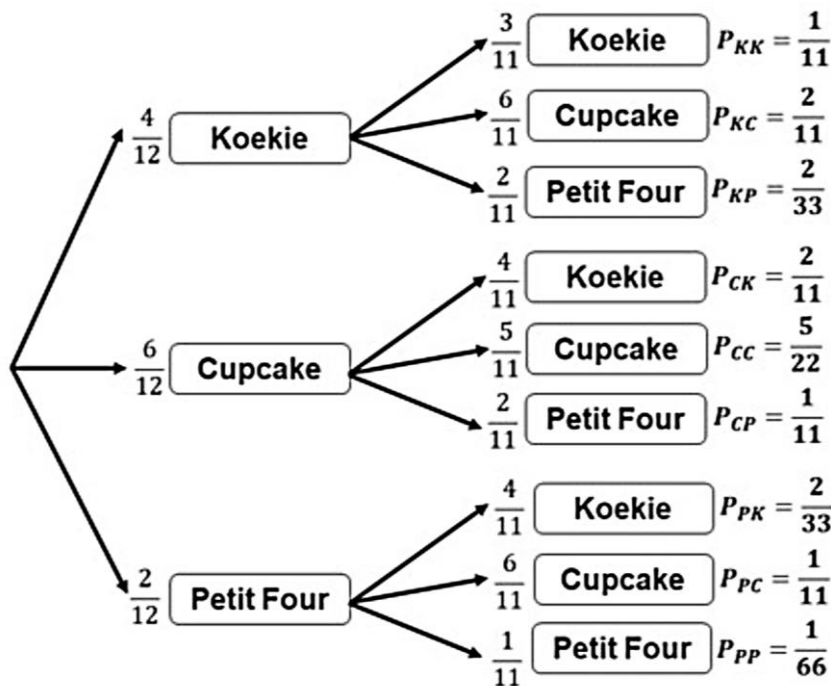 3/11 Koekie P_KK = 1/11
6/11 Cupcake P_KC = 2/11
4/12 Koekie
2/11 Petit Four P_KP = 2/33
4/11 Koekie P_CK = 2/11
6/12 Cupcake
5/11 Cupcake P_CC = 5/22
2/11 Petit Four P_CP = 1/11
4/11 Koekie P_PK = 2/33
6/11 Cupcake P_PC = 1/11
2/12 Petit Four
1/11 Petit Four P_PP = 1/66